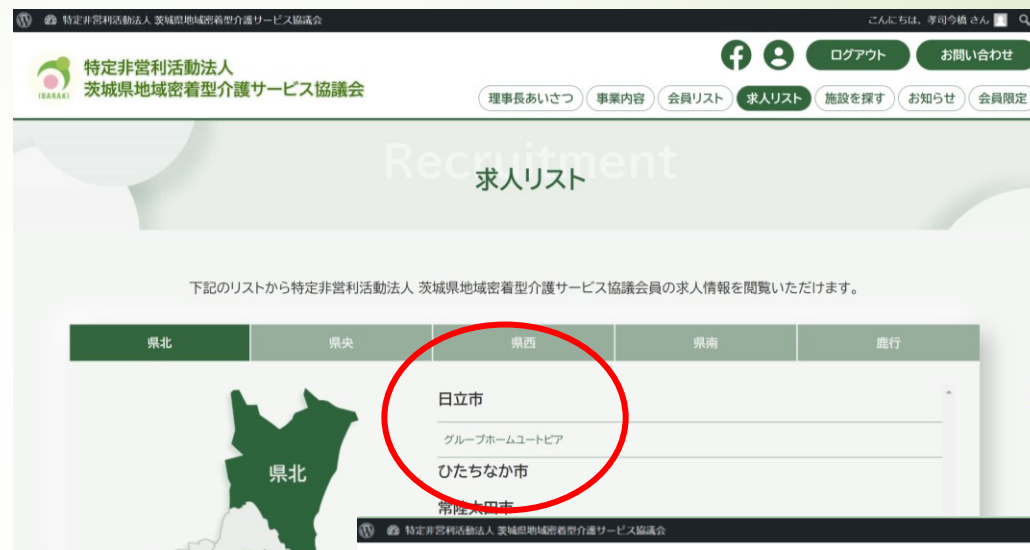 特定非営利活動法人 茨城県地域密着型介護サービス協議会
こんにちは、孝司今橋 さん
特定非営利活動法人
茨城県地域密着型介護サービス協議会
IBARAKI
ログアウト
お問い合わせ
理事長あいさつ
事業内容
会員リスト
求人リスト
施設を探す
お知らせ
会員限定
Recruitment
求人リスト
下記のリストから特定非営利活動法人 茨城県地域密着型介護サービス協議会員の求人情報を閲覧いただけます。
県北
県央
県西
県南
鹿行
県北
日立市
グループホームユートピア
ひたちなか市
常陸太田市
特定非営利活動法人 茨城県地域密着型介護サービス協議会